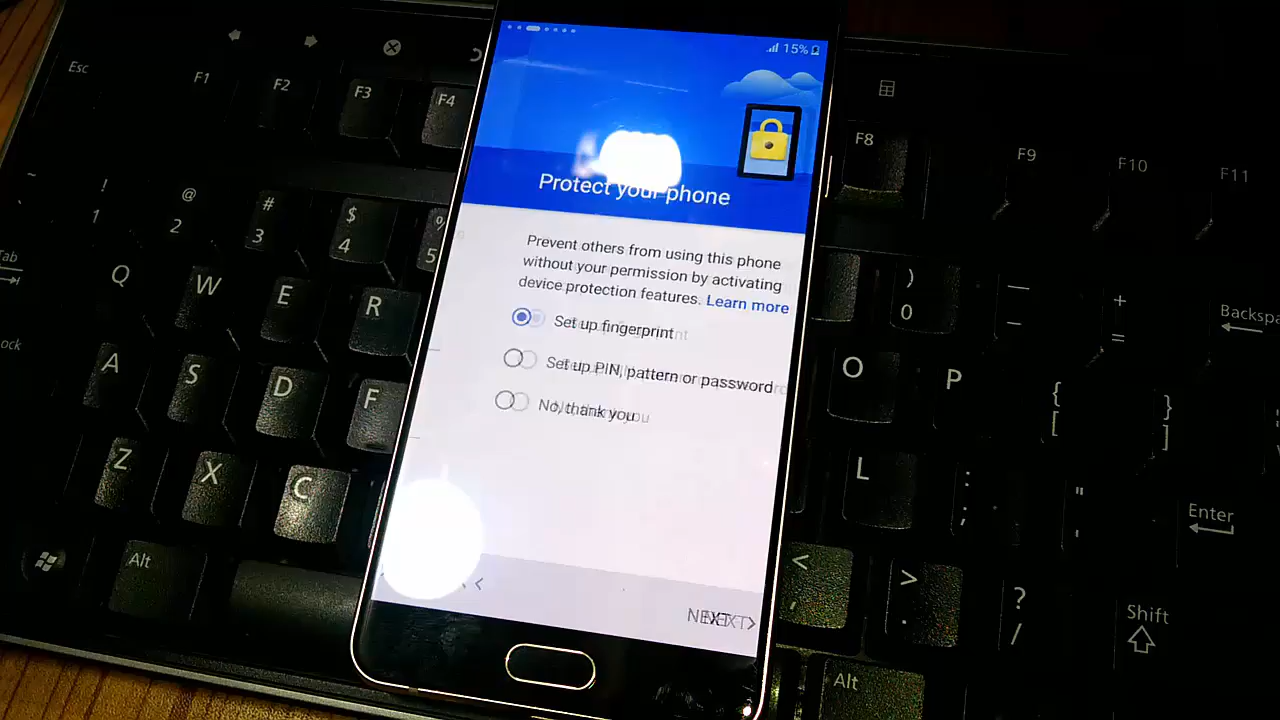 15%
Protect your phone
Prevent others from using this phone
without your permission by activating
device protection features. Learn more
Set up fingerprint
Set up PIN, pattern or password
No, thank you
<
NEXT >
Esc
F1
F2
F3
F4
F8
F9
F10
F11
~
!
1
@
2
#
3
$
4
%
5
)
0
—
–
+
=
Backspa
Tab
Q
W
E
R
O
P
{
[
}
]
ock
A
S
D
F
L
:
;
"
'
Enter
Z
X
C
<
,
>
.
?
/
Shift
Alt
Alt